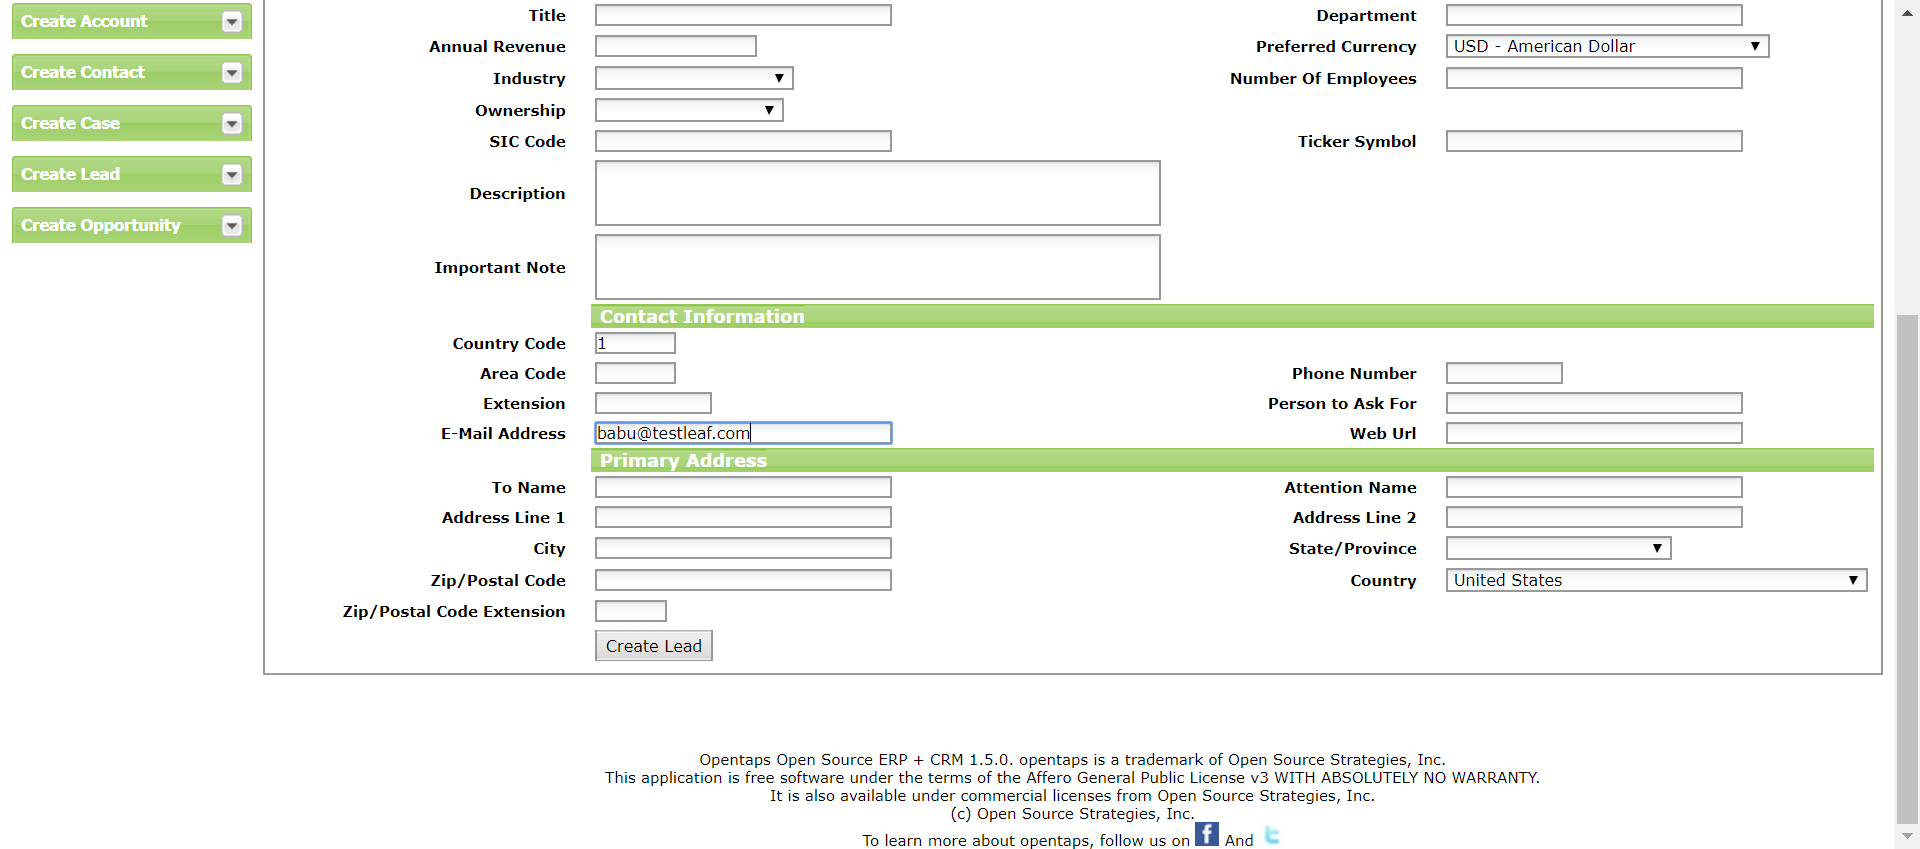 Create Account
Create Contact
Create Case
Create Lead
Create Opportunity
Title
Department
Annual Revenue
Preferred Currency USD - American Dollar
Industry
Number Of Employees
Ownership
SIC Code
Ticker Symbol
Description
Important Note
Contact Information
Country Code 1
Area Code
Phone Number
Extension
Person to Ask For
E-Mail Address babu@testleaf.com
Web Url
Primary Address
To Name
Attention Name
Address Line 1
Address Line 2
City
State/Province
Zip/Postal Code
Country United States
Zip/Postal Code Extension
Create Lead
Opentaps Open Source ERP + CRM 1.5.0. opentaps is a trademark of Open Source Strategies, Inc.
This application is free software under the terms of the Affero General Public License v3 WITH ABSOLUTELY NO WARRANTY.
It is also available under commercial licenses from Open Source Strategies, Inc.
(c) Open Source Strategies, Inc.
To learn more about opentaps, follow us on f And t